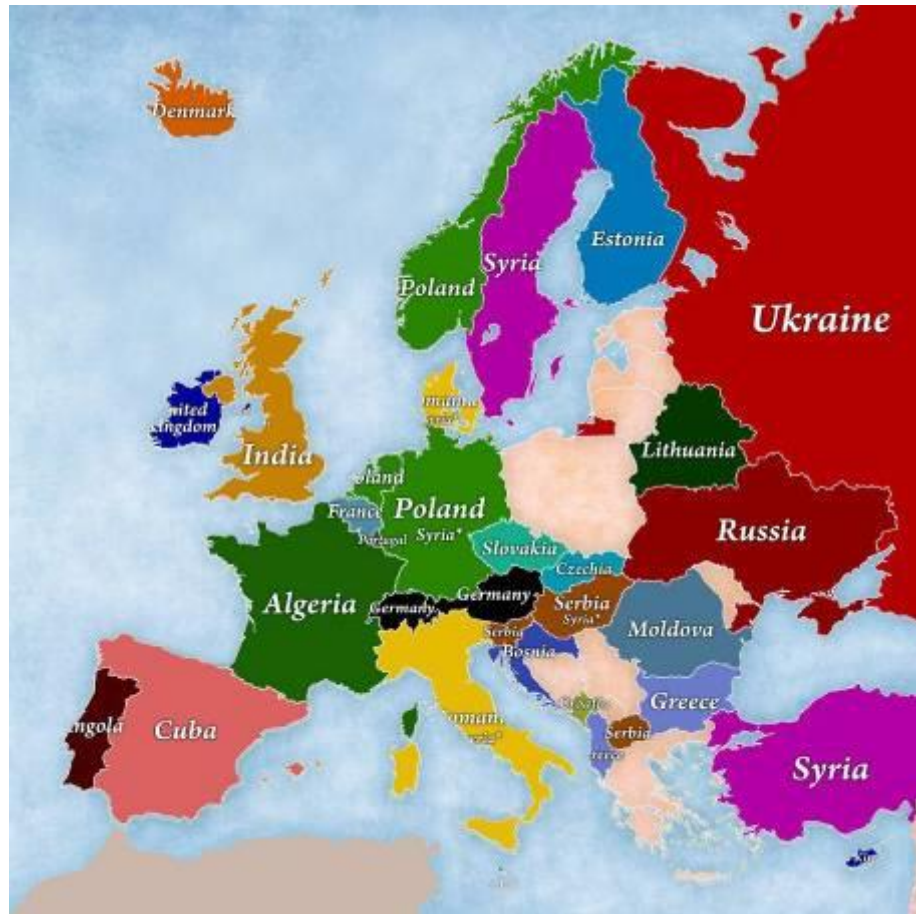 Denmark
Estonia
Syria
Poland
Ukraine
Lithuania
India
Poland
Syria*
France
Portugal
Russia
Slovakia
Czechia
Germany
Germany
Serbia
Syria*
Algeria
Serbia
Bosnia
Moldova
Greece
Serbia
Cuba
Syria